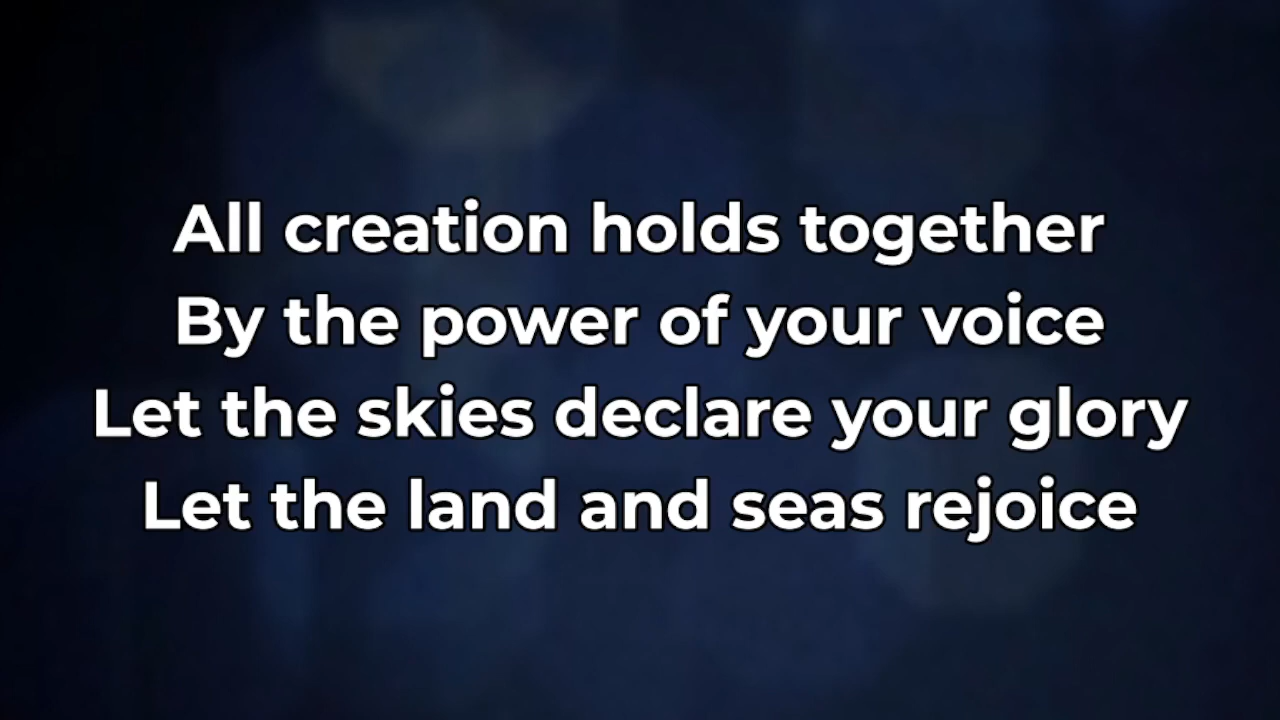 All creation holds together
By the power of your voice
Let the skies declare your glory
Let the land and seas rejoice